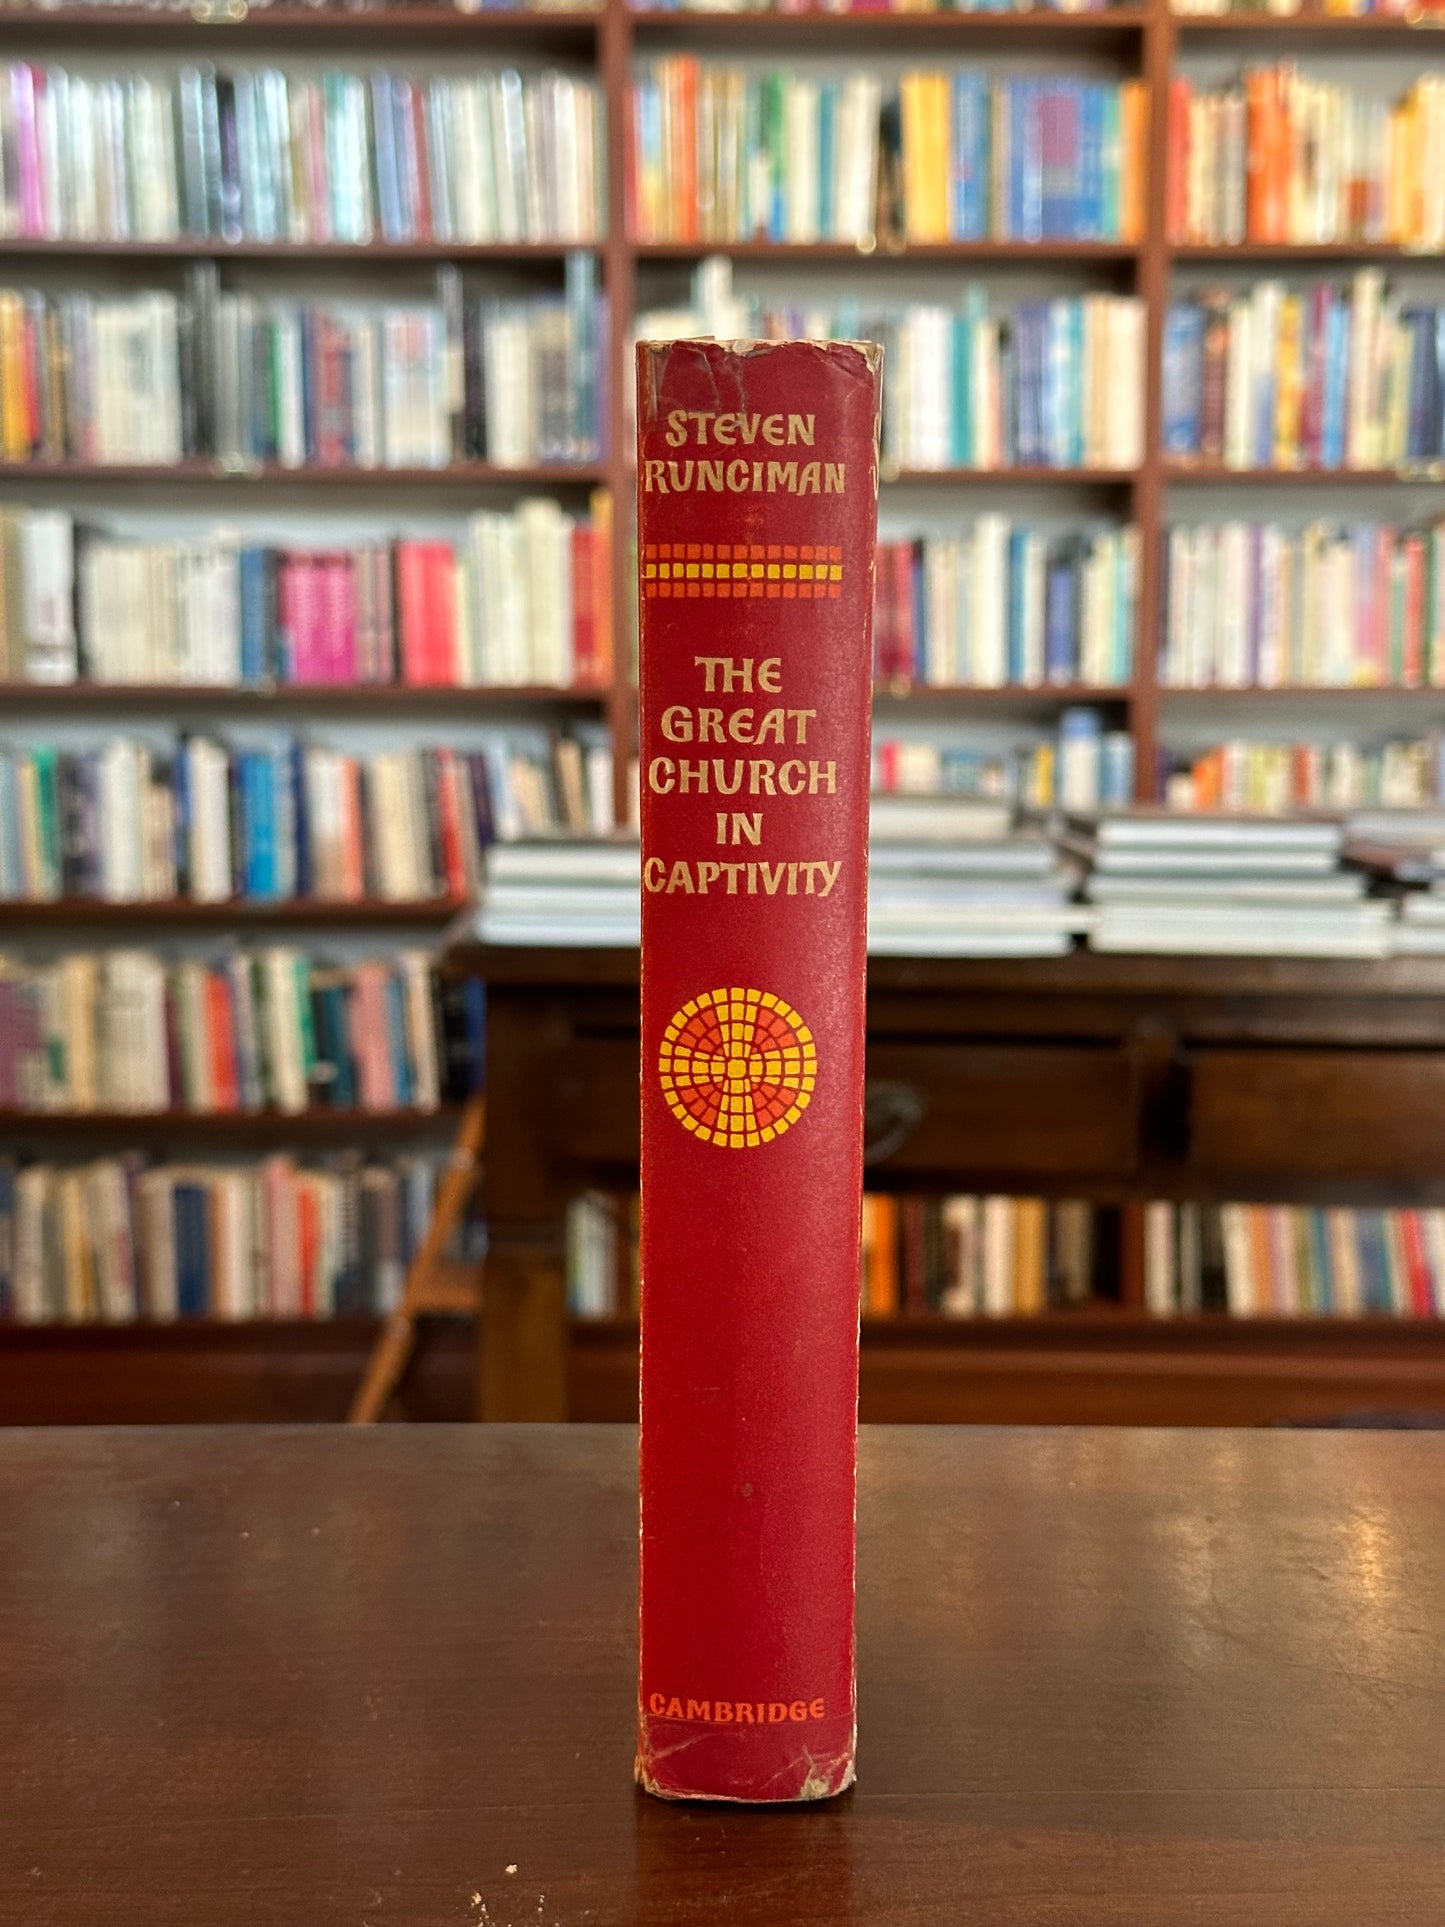 STEVEN
RUNCIMAN
THE
GREAT
CHURCH
IN
CAPTIVITY
CAMBRIDGE